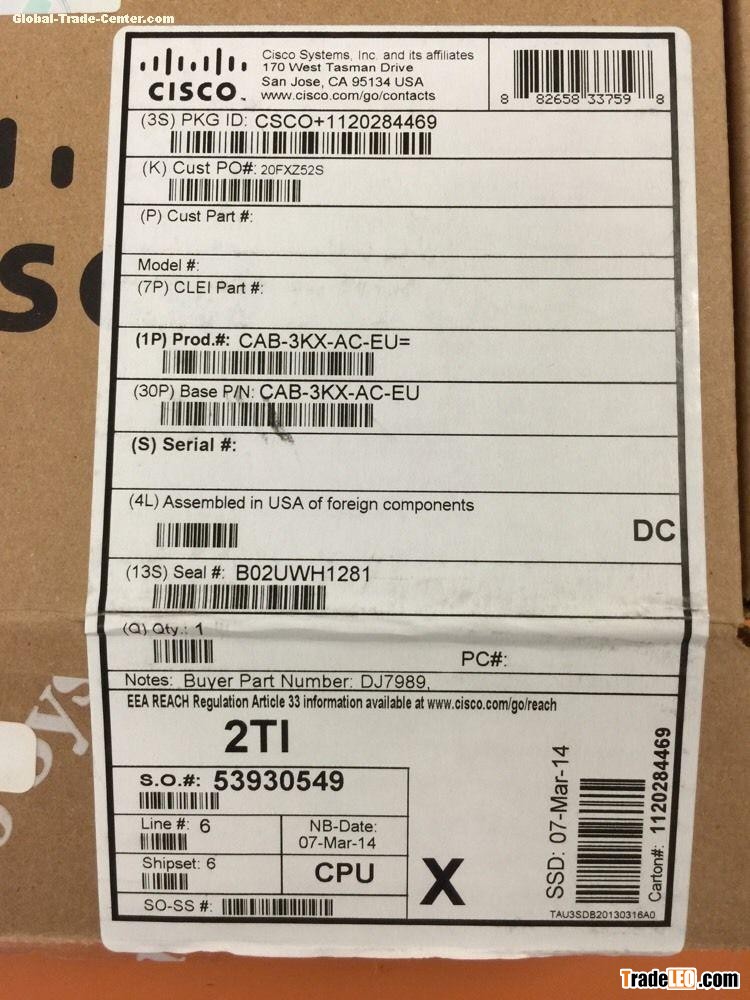 Global-Trade-Center.com
CISCO™
Cisco Systems, Inc. and its affiliates
170 West Tasman Drive
San Jose, CA 95134 USA
www.cisco.com/go/contacts
8 82658 33759 8
(3S) PKG ID: CSCO+1120284469
(K) Cust PO#: 20FXZ52S
(P) Cust Part #:
Model #:
(7P) CLEI Part #:
(1P) Prod.#: CAB-3KX-AC-EU=
(30P) Base P/N: CAB-3KX-AC-EU
(S) Serial #:
(4L) Assembled in USA of foreign components
DC
(13S) Seal #: B02UWH1281
(Q) Qty.: 1
PC#:
Notes: Buyer Part Number: DJ7989,
EEA REACH Regulation Article 33 information available at www.cisco.com/go/reach
2TI
S.O.#: 53930549
Line #: 6
NB-Date:
07-Mar-14
Shipset: 6
CPU
SO-SS #:
X
SSD: 07-Mar-14
Carton#: 1120284469
TAU3SDB20130316A0
TradeLEO.com